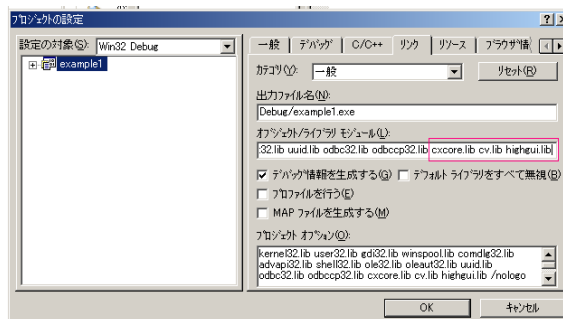 プロジェクトの設定
設定の対象(S): Win32 Debug
example1
一般 デバッグ C/C++ リンク リソース ブラウザ情
カテゴリ(Y): 一般 リセット(R)
出力ファイル名(N):
Debug/example1.exe
オブジェクト/ライブラリ モジュール(L):
32.lib uuid.lib odbc32.lib odbccp32.lib cxcore.lib cv.lib highgui.lib
デバッグ情報を生成する(G) デフォルト ライブラリをすべて無視(B)
プロファイルを行う(E)
MAP ファイルを生成する(M)
プロジェクト オプション(O):
kernel32.lib user32.lib gdi32.lib winspool.lib comdlg32.lib
advapi32.lib shell32.lib ole32.lib oleaut32.lib uuid.lib
odbc32.lib odbccp32.lib cxcore.lib cv.lib highgui.lib /nologo
OK キャンセル